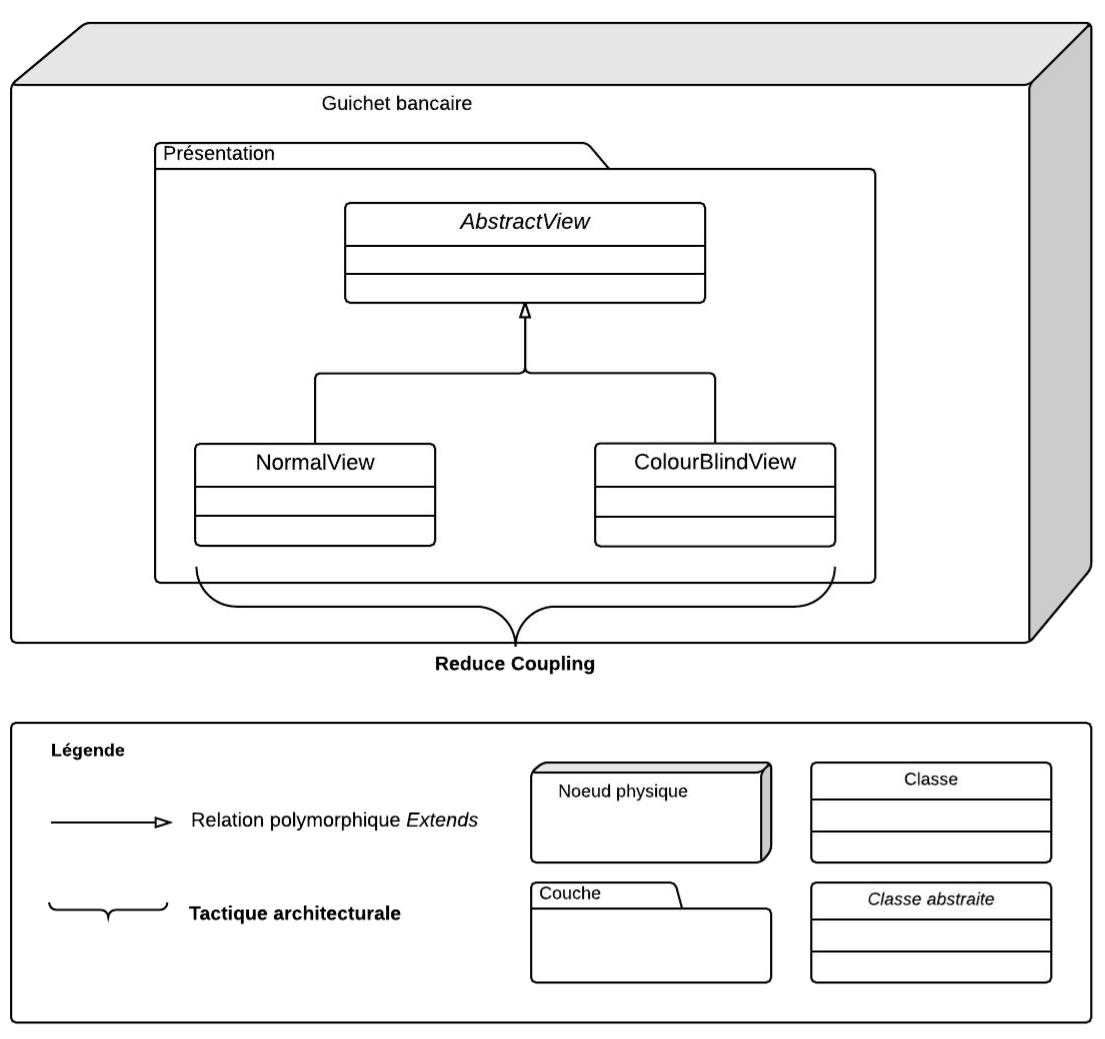 Guichet bancaire
Présentation
AbstractView
NormalView
ColourBlindView
Reduce Coupling
Légende
Relation polymorphique Extends
Tactique architecturale
Noeud physique
Classe
Couche
Classe abstraite